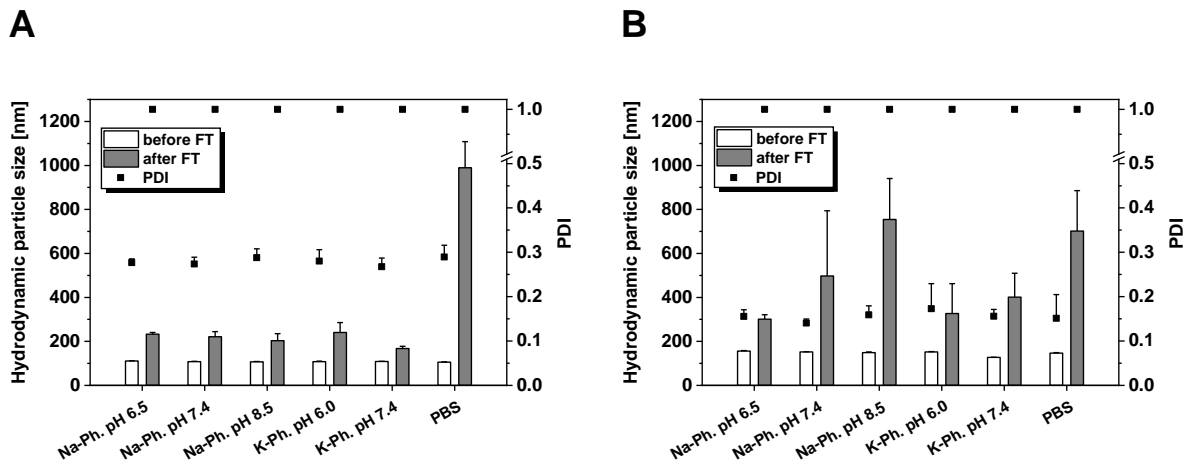 A
B
Hydrodynamic particle size [nm]
1200
1000
800
600
400
200
0
before FT
after FT
PDI
1.0
0.5
0.4
0.3
0.2
0.1
0.0
PDI
Na-Ph. pH 6.5
Na-Ph. pH 7.4
Na-Ph. pH 8.5
K-Ph. pH 6.0
K-Ph. pH 7.4
PBS
Hydrodynamic particle size [nm]
1200
1000
800
600
400
200
0
before FT
after FT
PDI
1.0
0.5
0.4
0.3
0.2
0.1
0.0
PDI
Na-Ph. pH 6.5
Na-Ph. pH 7.4
Na-Ph. pH 8.5
K-Ph. pH 6.0
K-Ph. pH 7.4
PBS